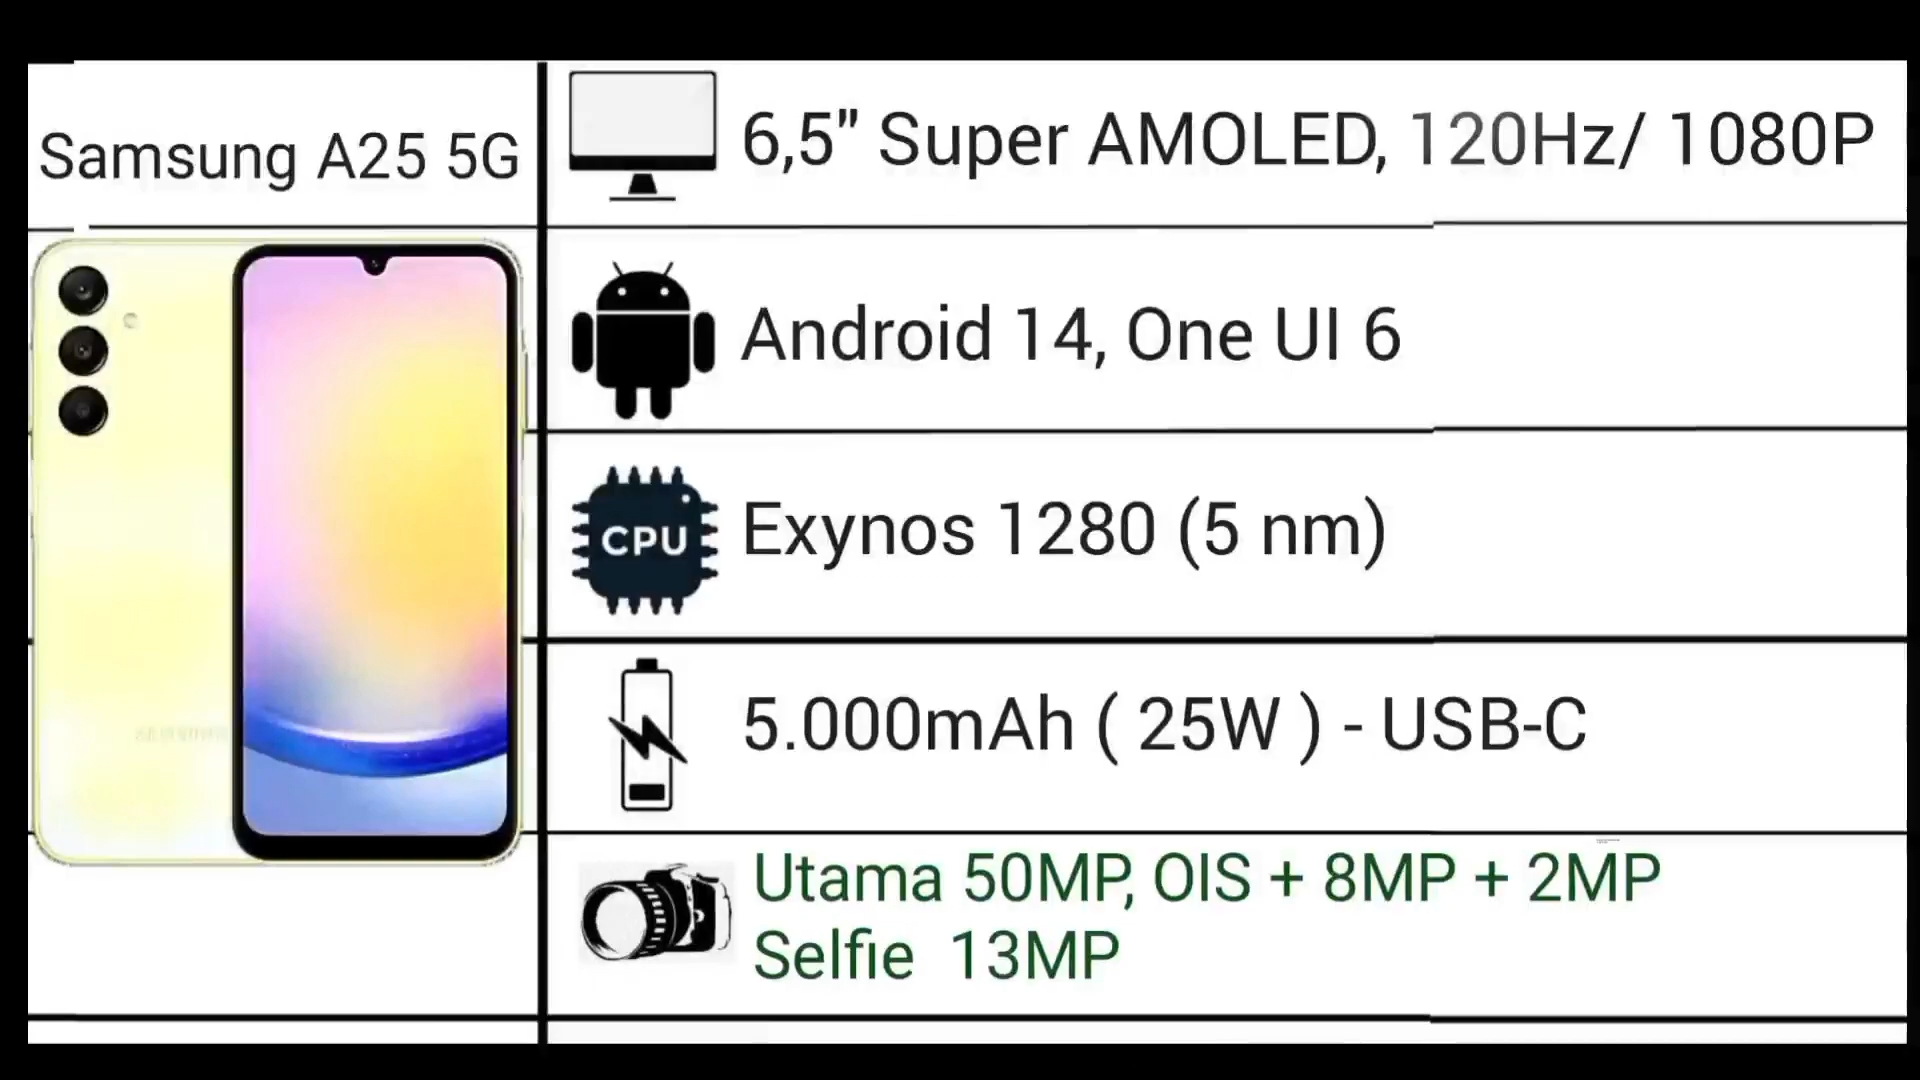 Samsung A25 5G
6,5" Super AMOLED, 120Hz/ 1080P
Android 14, One UI 6
CPU
Exynos 1280 (5 nm)
5.000mAh ( 25W ) - USB-C
Utama 50MP, OIS + 8MP + 2MP
Selfie 13MP